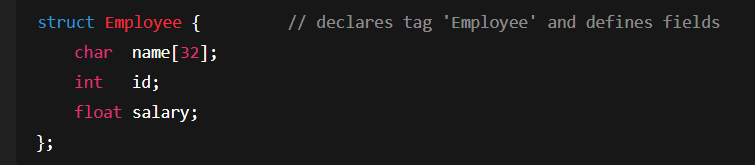 struct Employee {        // declares tag 'Employee' and defines fields
    char  name[32];
    int   id;
    float salary;
};